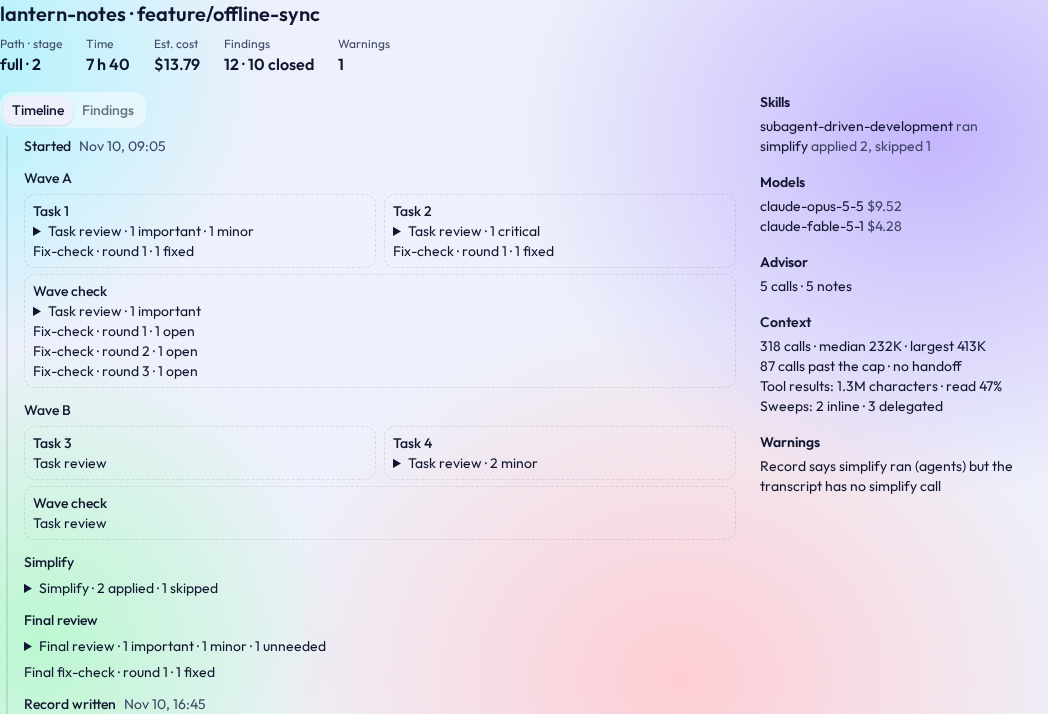 lantern-notes · feature/offline-sync
Path · stage
full · 2
Time
7 h 40
Est. cost
$13.79
Findings
12 · 10 closed
Warnings
1
Timeline
Findings
Started Nov 10, 09:05
Wave A
Task 1
Task review · 1 important · 1 minor
Fix-check · round 1 · 1 fixed
Task 2
Task review · 1 critical
Fix-check · round 1 · 1 fixed
Wave check
Task review · 1 important
Fix-check · round 1 · 1 open
Fix-check · round 2 · 1 open
Fix-check · round 3 · 1 open
Wave B
Task 3
Task review
Task 4
Task review · 2 minor
Wave check
Task review
Simplify
Simplify · 2 applied · 1 skipped
Final review
Final review · 1 important · 1 minor · 1 unneeded
Final fix-check · round 1 · 1 fixed
Record written Nov 10, 16:45
Skills
subagent-driven-development ran
simplify applied 2, skipped 1
Models
claude-opus-5-5 $9.52
claude-fable-5-1 $4.28
Advisor
5 calls · 5 notes
Context
318 calls · median 232K · largest 413K
87 calls past the cap · no handoff
Tool results: 1.3M characters · read 47%
Sweeps: 2 inline · 3 delegated
Warnings
Record says simplify ran (agents) but the
transcript has no simplify call